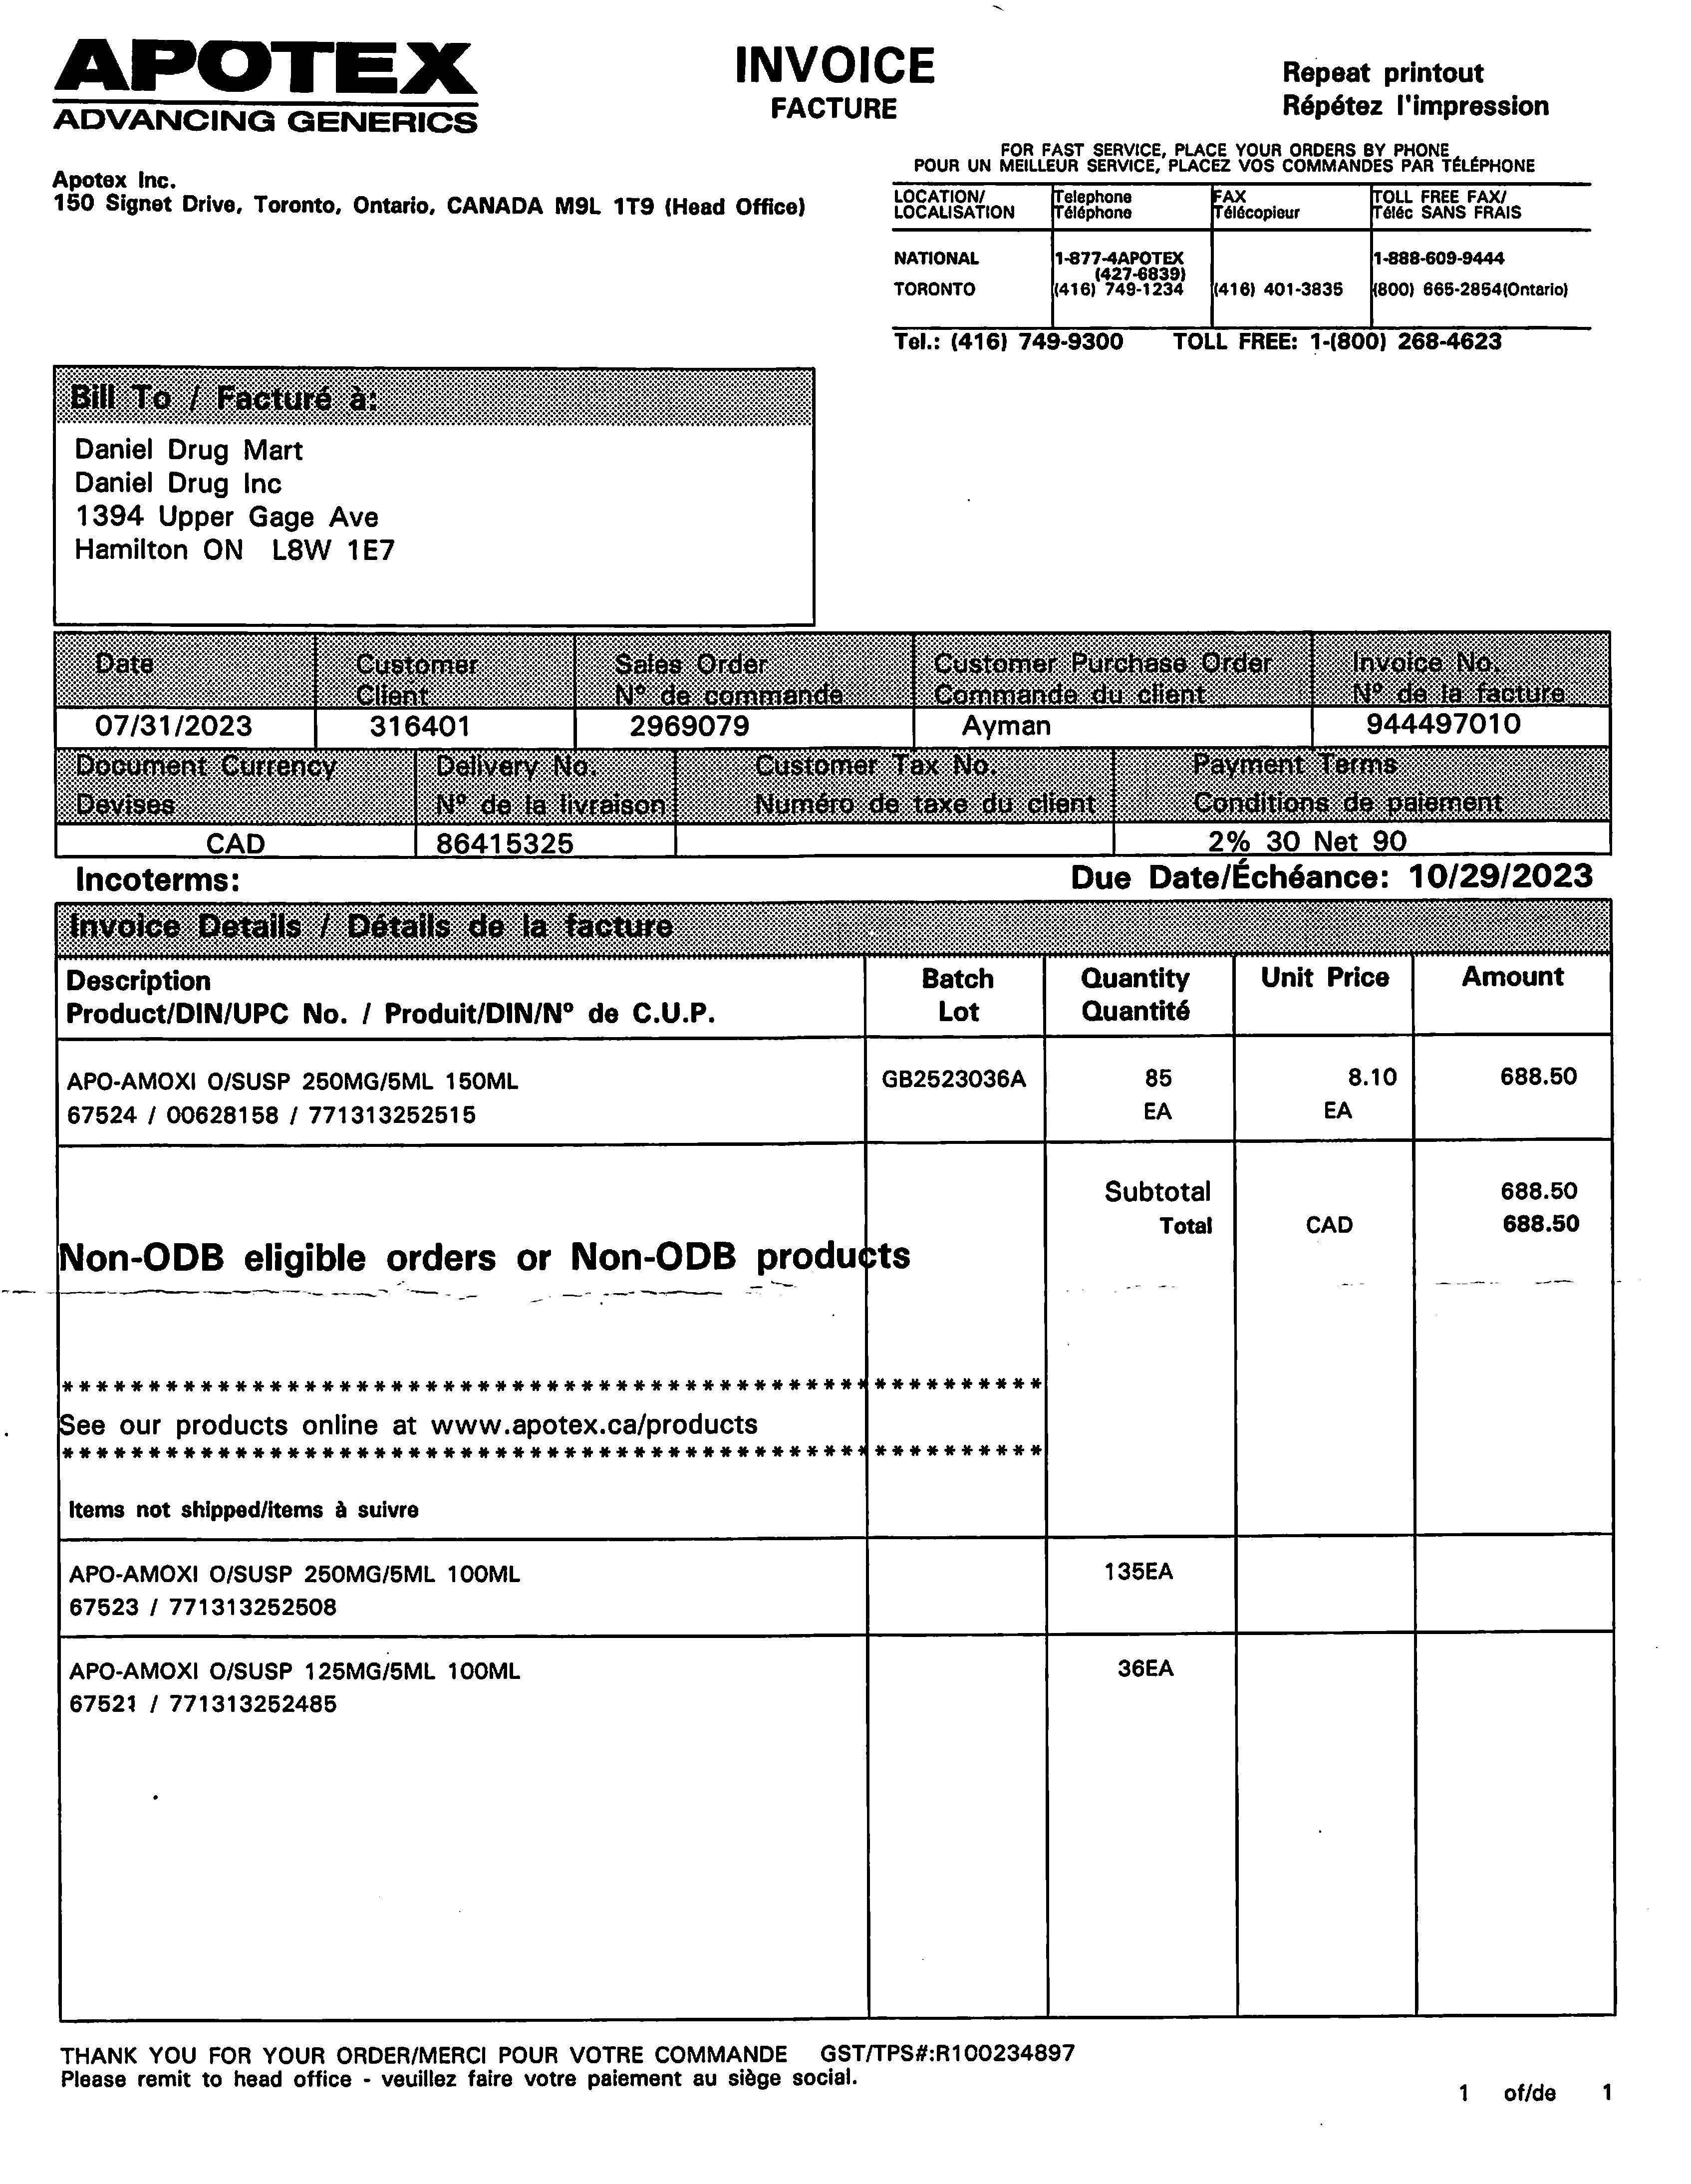 APOTEX
ADVANCING GENERICS
INVOICE
FACTURE
Repeat printout
Répétez l'impression
Apotex Inc.
150 Signet Drive, Toronto, Ontario, CANADA M9L 1T9 (Head Office)
FOR FAST SERVICE, PLACE YOUR ORDERS BY PHONE
POUR UN MEILLEUR SERVICE, PLACEZ VOS COMMANDES PAR TÉLÉPHONE
LOCATION/ Telephone FAX TOLL FREE FAX/
LOCALISATION Téléphone Télécopieur Téléc SANS FRAIS
NATIONAL 1-877-4APOTEX 1-888-609-9444
(427-6839)
TORONTO (416) 749-1234 (416) 401-3835 (800) 665-2854(Ontario)
Tel.: (416) 749-9300 TOLL FREE: 1-(800) 268-4623
Bill To / Facturé à:
Daniel Drug Mart
Daniel Drug Inc
1394 Upper Gage Ave
Hamilton ON L8W 1E7
Date Customer Sales Order Customer Purchase Order Invoice No.
Client Nº de commande Commande du client Nº de la facture
07/31/2023 316401 2969079 Ayman 944497010
Document Currency Delivery No. Customer Tax No. Payment Terms
Devises Nº de la livraison Numéro de taxe du client Conditions de paiement
CAD 86415325 2% 30 Net 90
Incoterms: Due Date/Échéance: 10/29/2023
Invoice Details / Détails de la facture
Description Batch Quantity Unit Price Amount
Product/DIN/UPC No. / Produit/DIN/Nº de C.U.P. Lot Quantité
APO-AMOXI O/SUSP 250MG/5ML 150ML GB2523036A 85 8.10 688.50
67524 / 00628158 / 771313252515 EA EA
Subtotal 688.50
Total CAD 688.50
Non-ODB eligible orders or Non-ODB products
*********************************************************
See our products online at www.apotex.ca/products
*********************************************************
Items not shipped/items à suivre
APO-AMOXI O/SUSP 250MG/5ML 100ML 135EA
67523 / 771313252508
APO-AMOXI O/SUSP 125MG/5ML 100ML 36EA
67521 / 771313252485
THANK YOU FOR YOUR ORDER/MERCI POUR VOTRE COMMANDE GST/TPS#:R100234897
Please remit to head office - veuillez faire votre paiement au siège social.
1 of/de 1